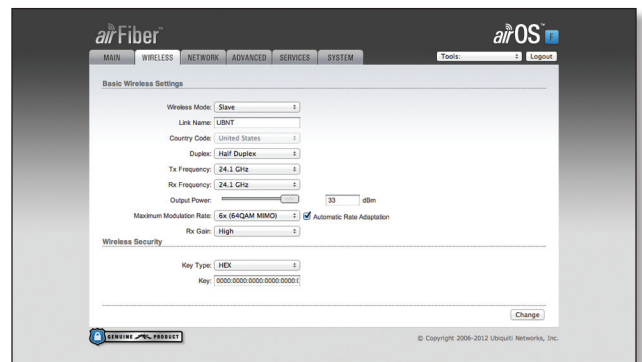 airFiber™
airOS™ F
MAIN WIRELESS NETWORK ADVANCED SERVICES SYSTEM Tools: Logout
Basic Wireless Settings
Wireless Mode: Slave
Link Name: UBNT
Country Code: United States
Duplex: Half Duplex
Tx Frequency: 24.1 GHz
Rx Frequency: 24.1 GHz
Output Power: 33 dBm
Maximum Modulation Rate: 6x (64QAM MIMO) Automatic Rate Adaptation
Rx Gain: High
Wireless Security
Key Type: HEX
Key: 0000:0000:0000:0000:0000:
Change
GENUINE PRODUCT
© Copyright 2006-2012 Ubiquiti Networks, Inc.